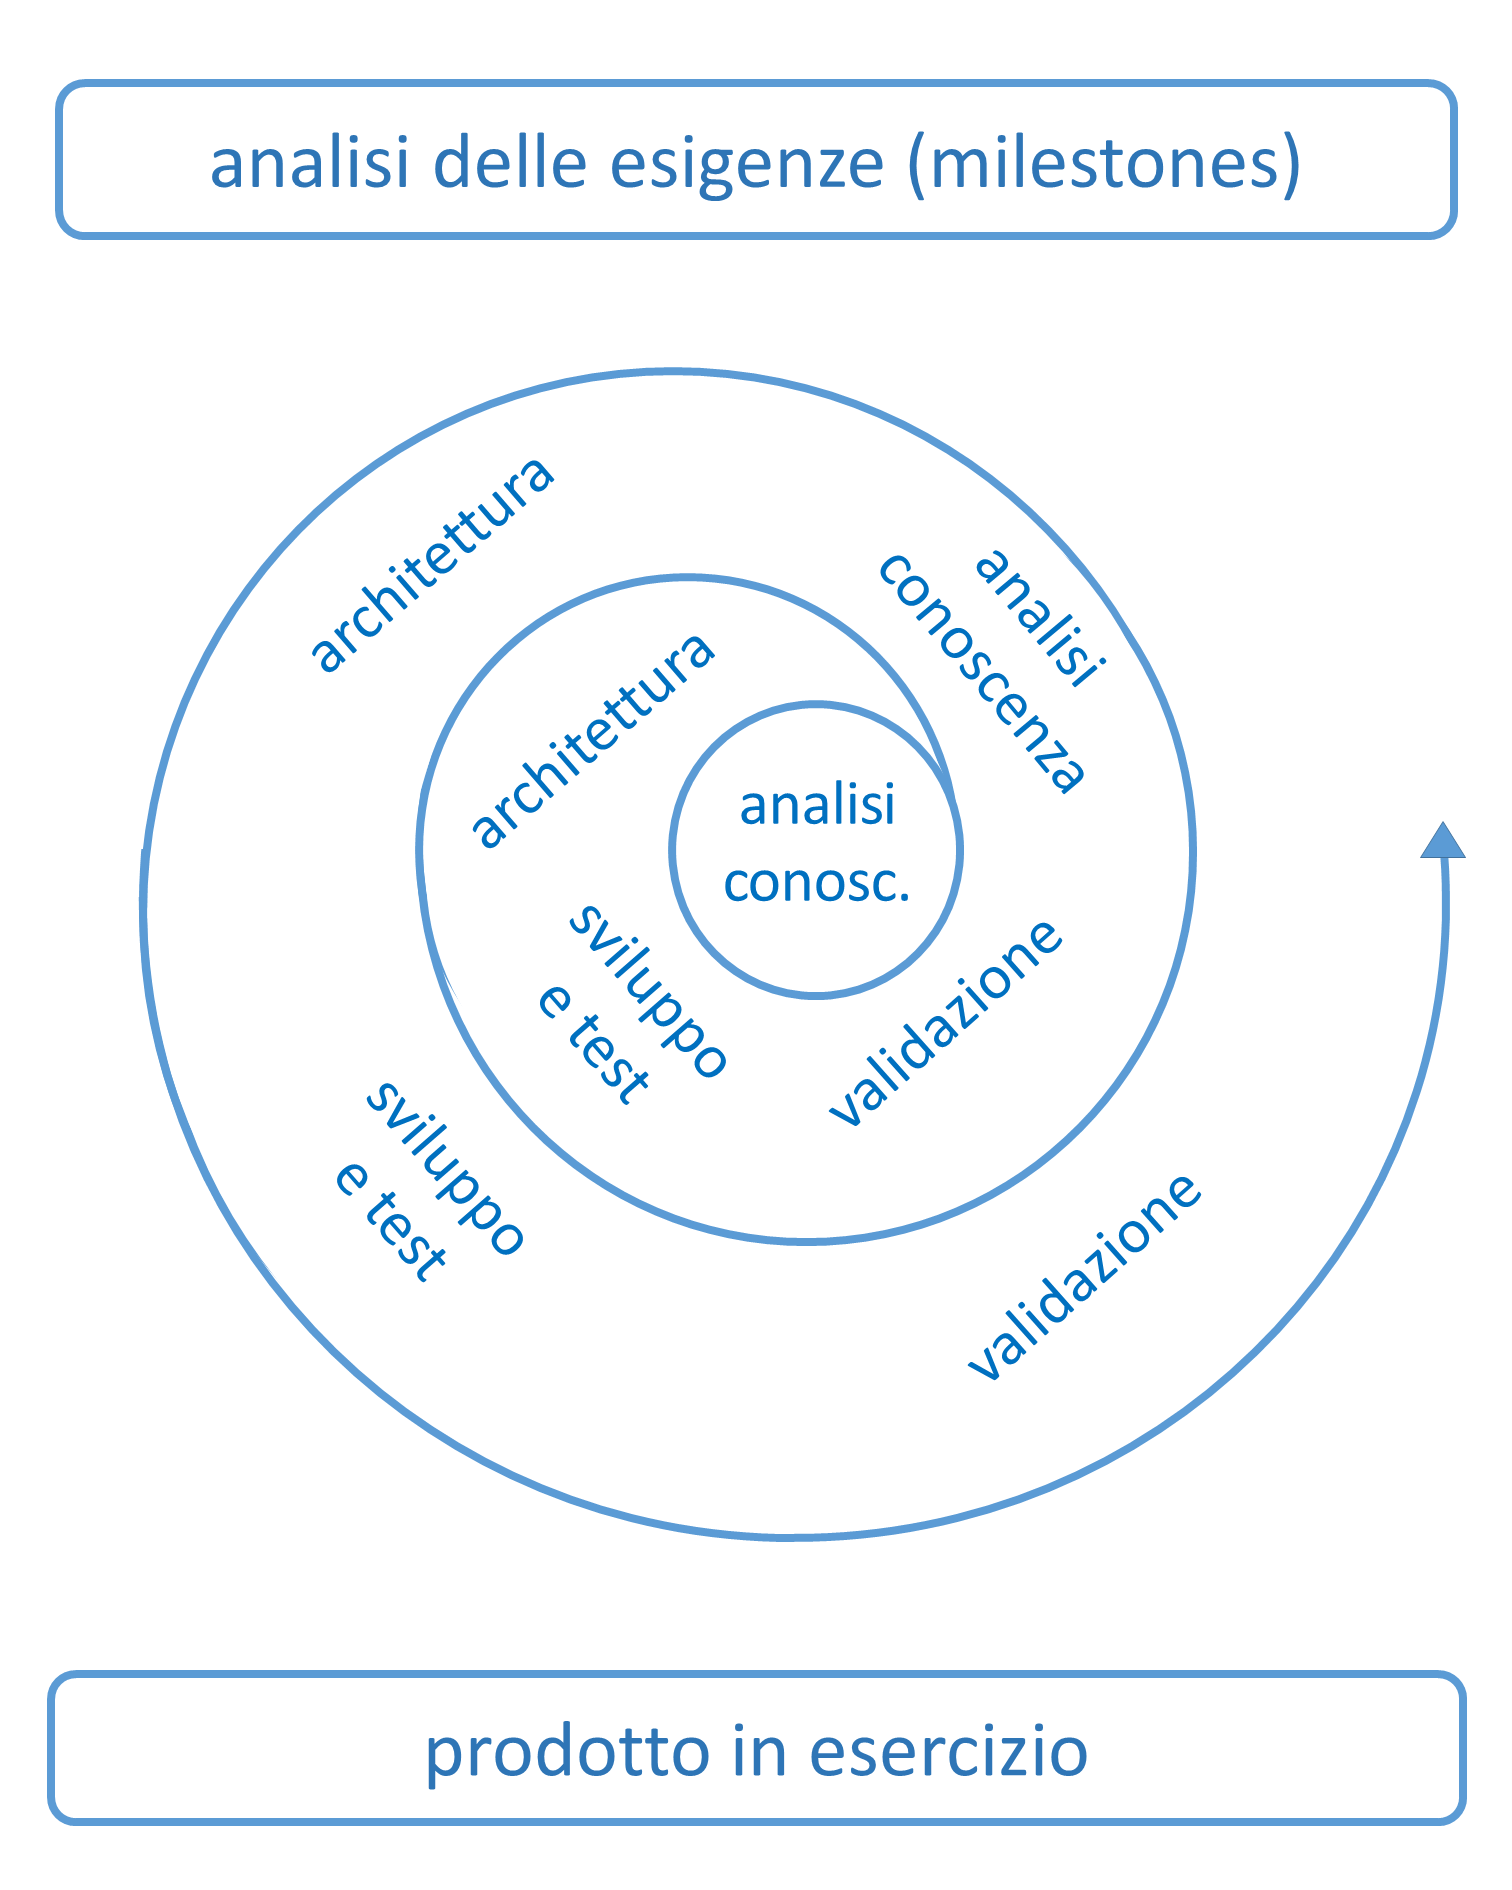 analisi delle esigenze (milestones)
analisi
conosc.
architettura
sviluppo
e test
validazione
analisi
conoscenza
architettura
sviluppo
e test
validazione
prodotto in esercizio